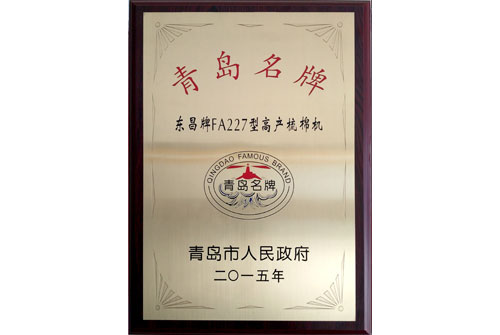 青岛名牌
东昌牌FA227型高产梳棉机
QINGDAO FAMOUS BRAND
青岛名牌
青岛市人民政府
二〇一五年